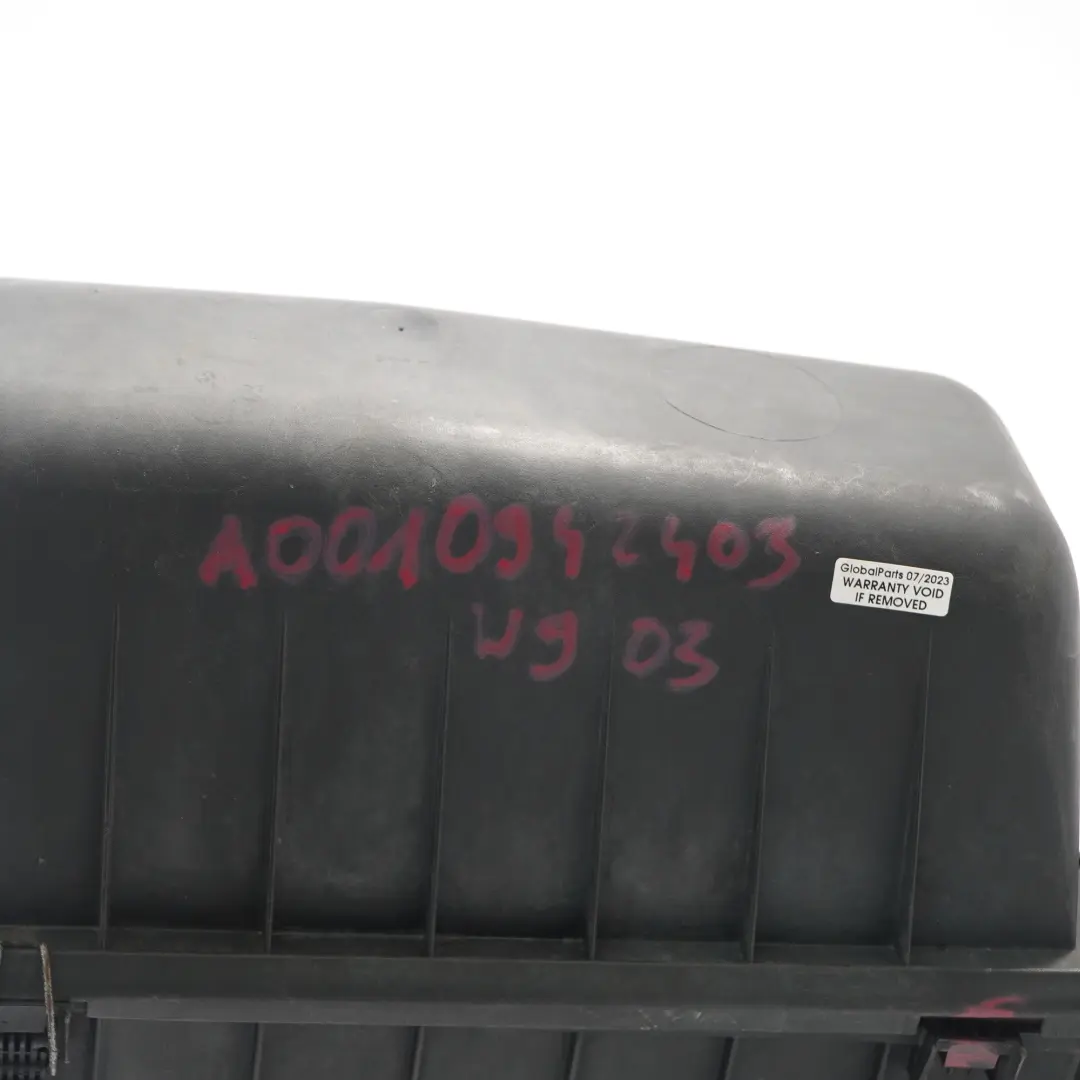 A0010942403
W9 03
GlobalParts 07/2023
WARRANTY VOID
IF REMOVED